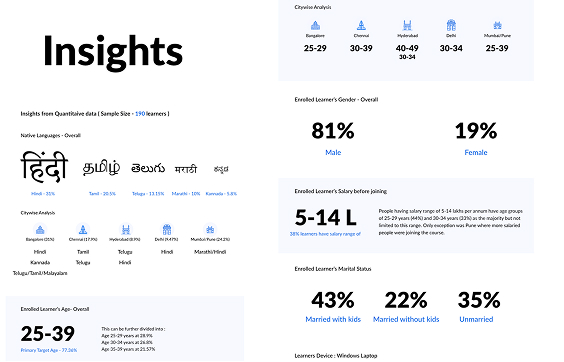 Insights
Insights from Quantitaive data ( Sample Size - 190 learners )
Native Languages - Overall
हिंदी தமிழ் తెలుగు मराठी ಕನ್ನಡ
Hindi - 31% Tamil - 20.5% Telugu - 13.15% Marathi - 10% Kannada - 5.8%
Citywise Analysis
Bangalore (31%) Chennai (17.9%) Hyderabad (8.9%) Delhi (9.47%) Mumbai/Pune (24.2%)
Hindi Tamil Telugu Hindi Marathi/Hindi
Kannada Telugu Hindi
Telugu/Tamil/Malayalam
Enrolled Learner's Age- Overall
25-39
Primary Target Age - 77.36%
This can be further divided into :
Age 25-29 years at 28.9%
Age 30-34 years at 26.8%
Age 35-39 years at 21.57%
Citywise Analysis
Bangalore Chennai Hyderabad Delhi Mumbai/Pune
25-29 30-39 40-49 30-34 25-39
30-34
Enrolled Learner's Gender - Overall
81% 19%
Male Female
Enrolled Learner's Salary before joining
5-14 L
38% learners have salary range of
People having salary range of 5-14 lakhs per annum have age groups
of 25-29 years (44%) and 30-34 years (33%) as the majority but not
limited to this range. Only exception was Pune where more salaried
people were joining the course.
Enrolled Learner's Marital Status
43% 22% 35%
Married with kids Married without kids Unmarried
Learners Device : Windows Laptop